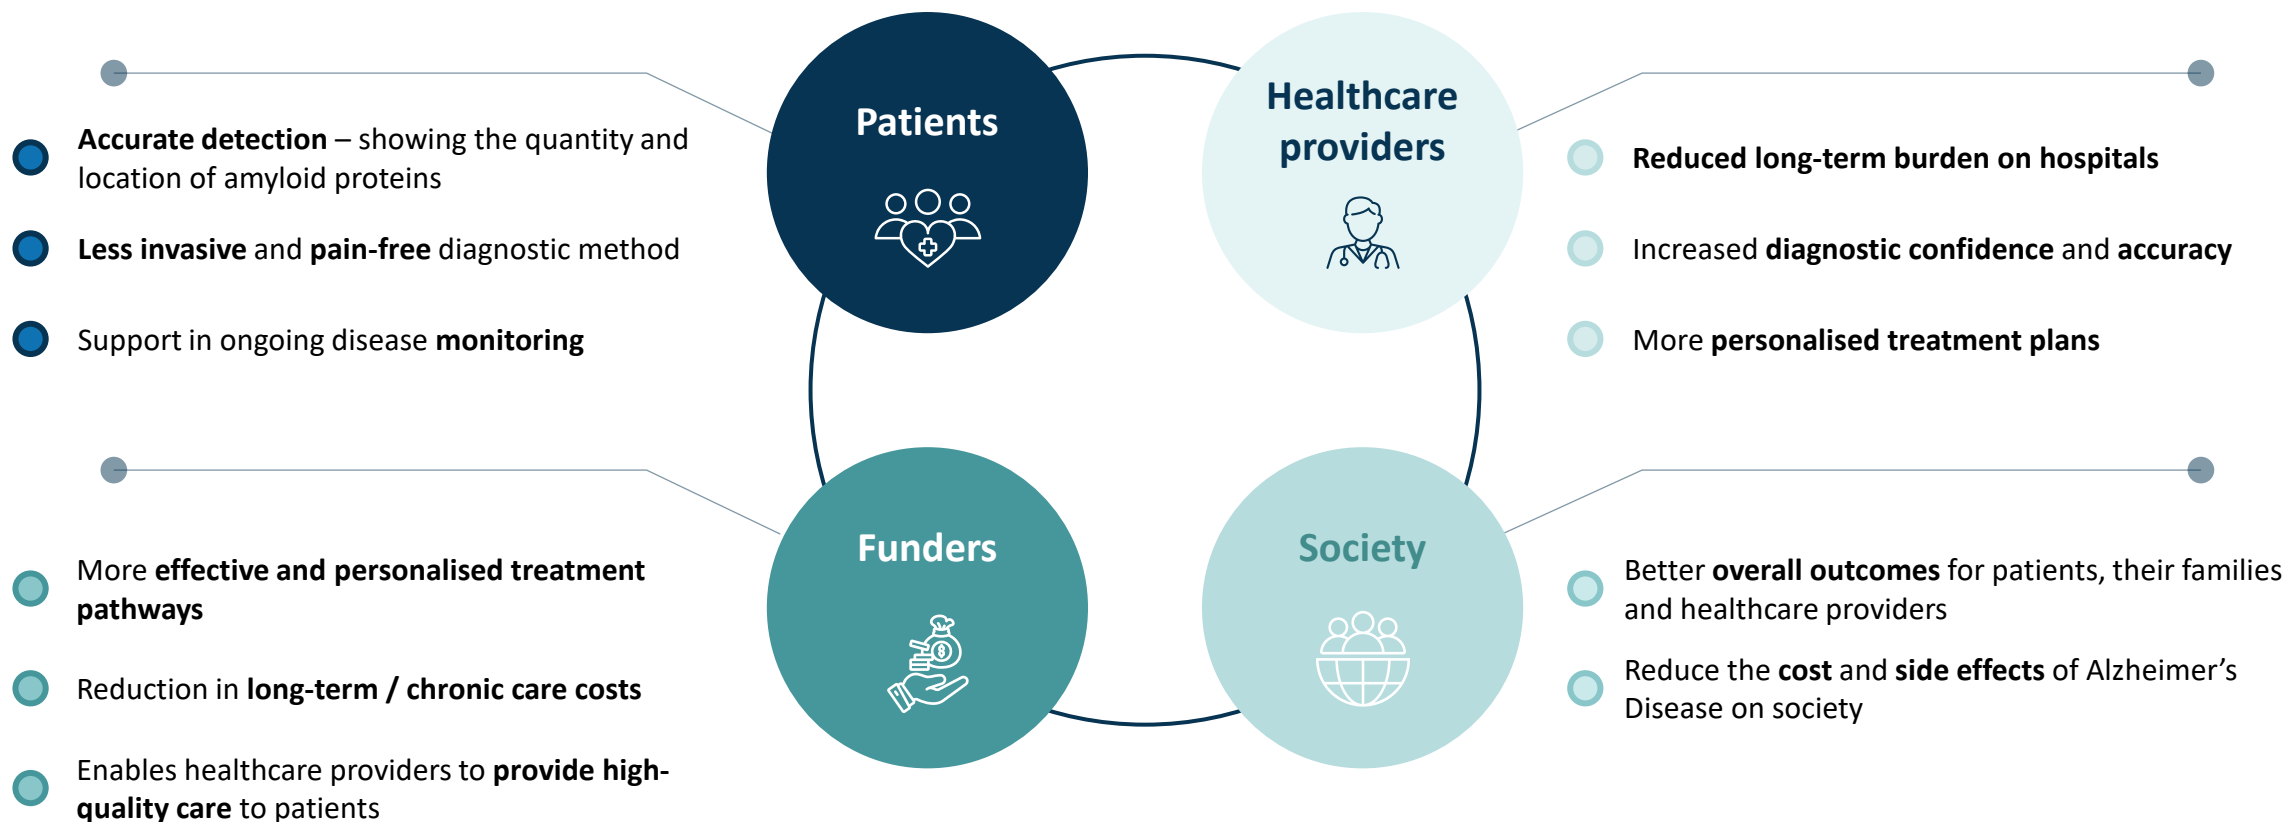 Patients
Accurate detection – showing the quantity and
location of amyloid proteins
Less invasive and pain-free diagnostic method
Support in ongoing disease monitoring
Healthcare
providers
Reduced long-term burden on hospitals
Increased diagnostic confidence and accuracy
More personalised treatment plans
Funders
More effective and personalised treatment
pathways
Reduction in long-term / chronic care costs
Enables healthcare providers to provide high-
quality care to patients
Society
Better overall outcomes for patients, their families
and healthcare providers
Reduce the cost and side effects of Alzheimer’s
Disease on society